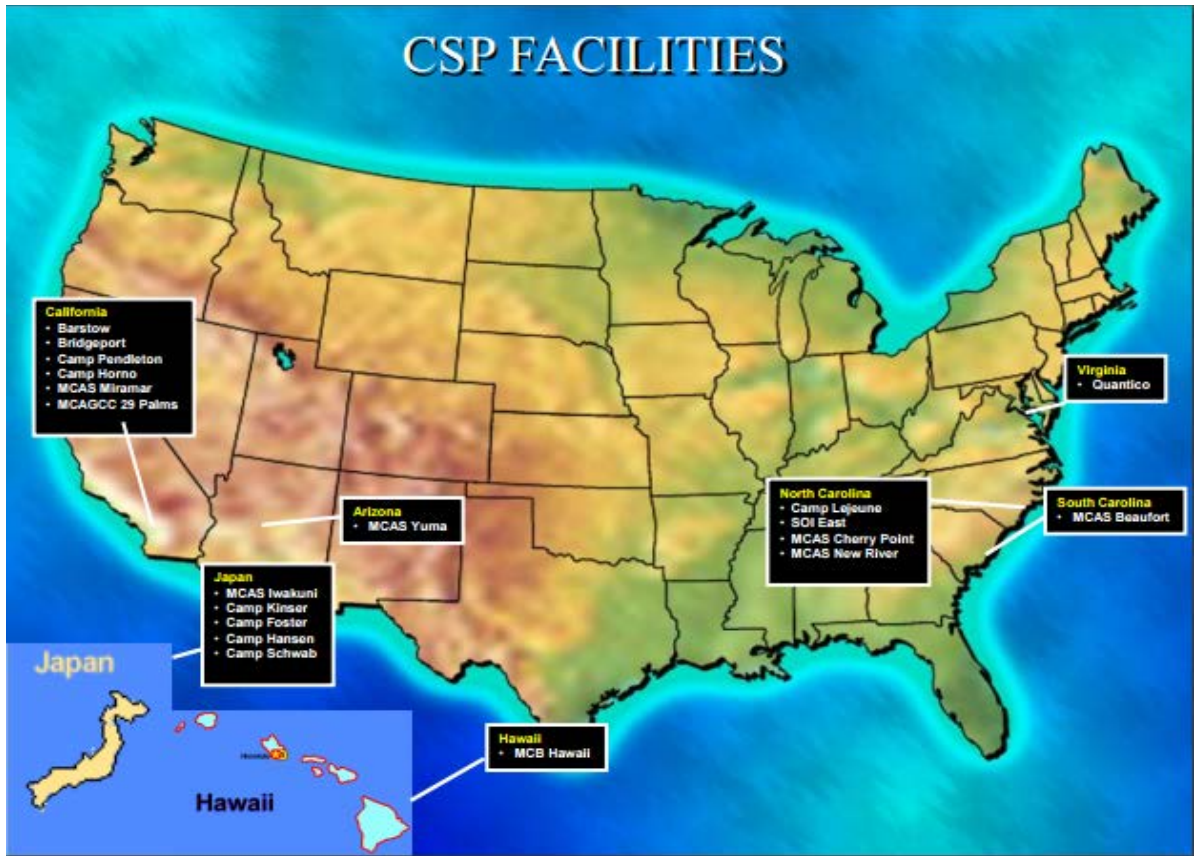 CSP FACILITIES
California
• Barstow
• Bridgeport
• Camp Pendleton
• Camp Horno
• MCAS Miramar
• MCAGCC 29 Palms
Virginia
• Quantico
Arizona
• MCAS Yuma
North Carolina
• Camp Lejeune
• SOI East
• MCAS Cherry Point
• MCAS New River
South Carolina
• MCAS Beaufort
Japan
• MCAS Iwakuni
• Camp Kinser
• Camp Foster
• Camp Hansen
• Camp Schwab
Japan
Hawaii
• MCB Hawaii
Honolulu
Hawaii